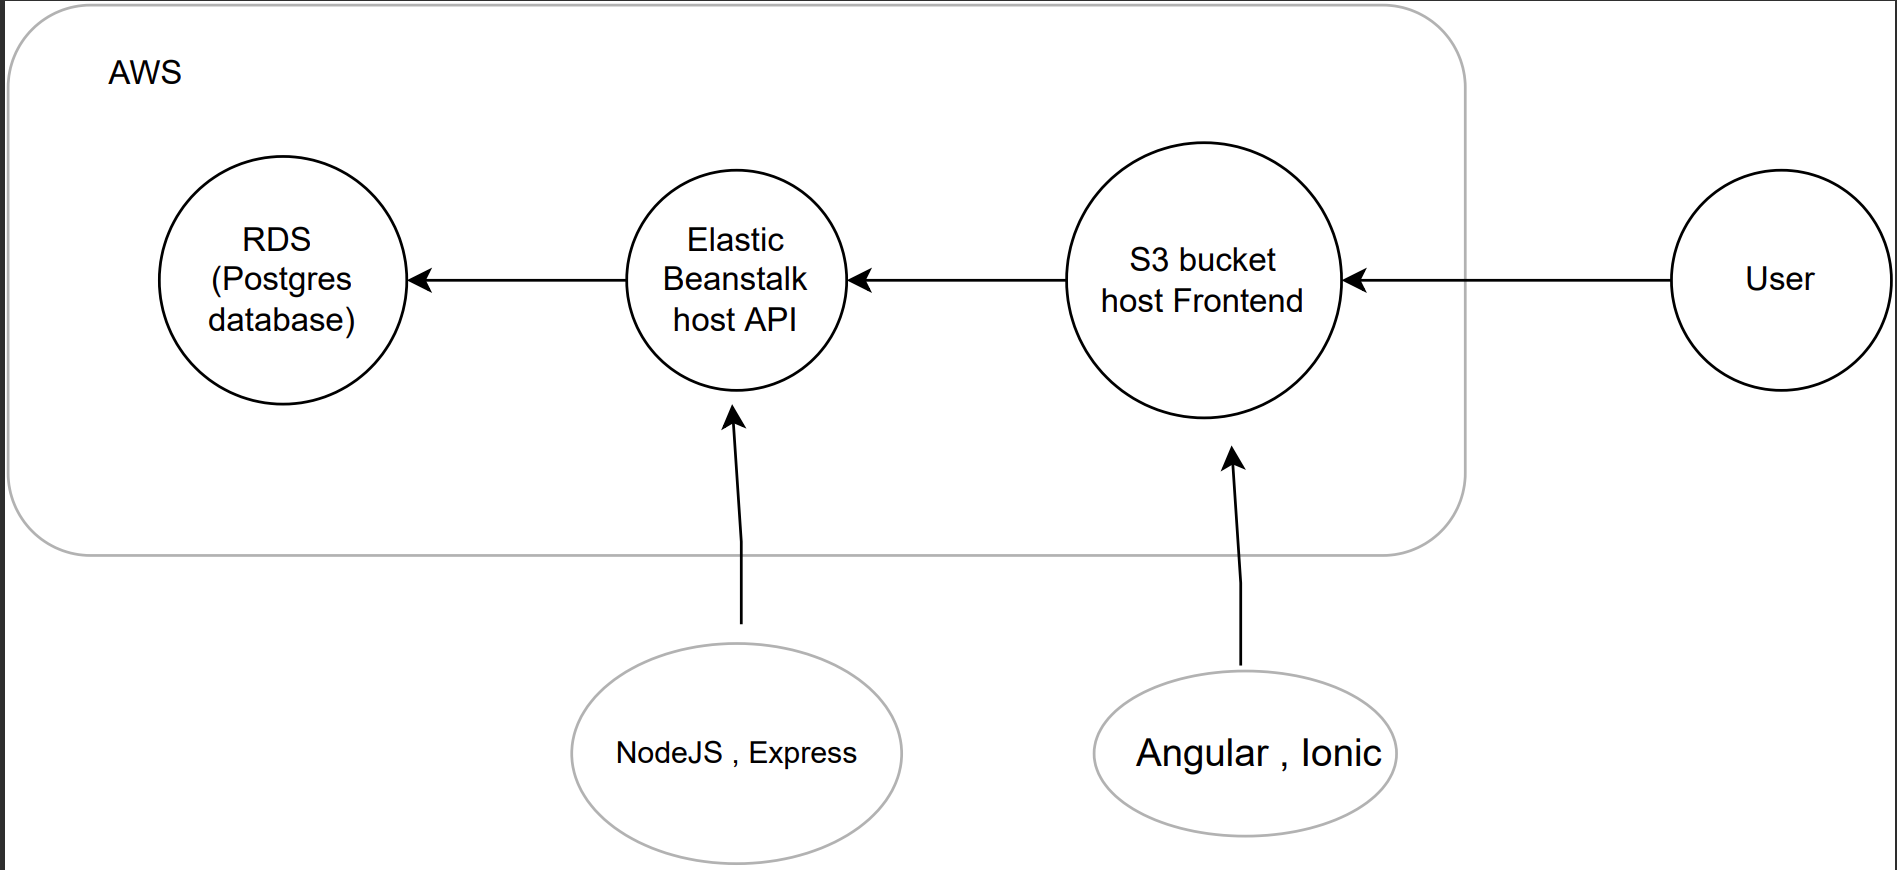 AWS
RDS
(Postgres
database)
Elastic
Beanstalk
host API
S3 bucket
host Frontend
User
NodeJS , Express
Angular , Ionic